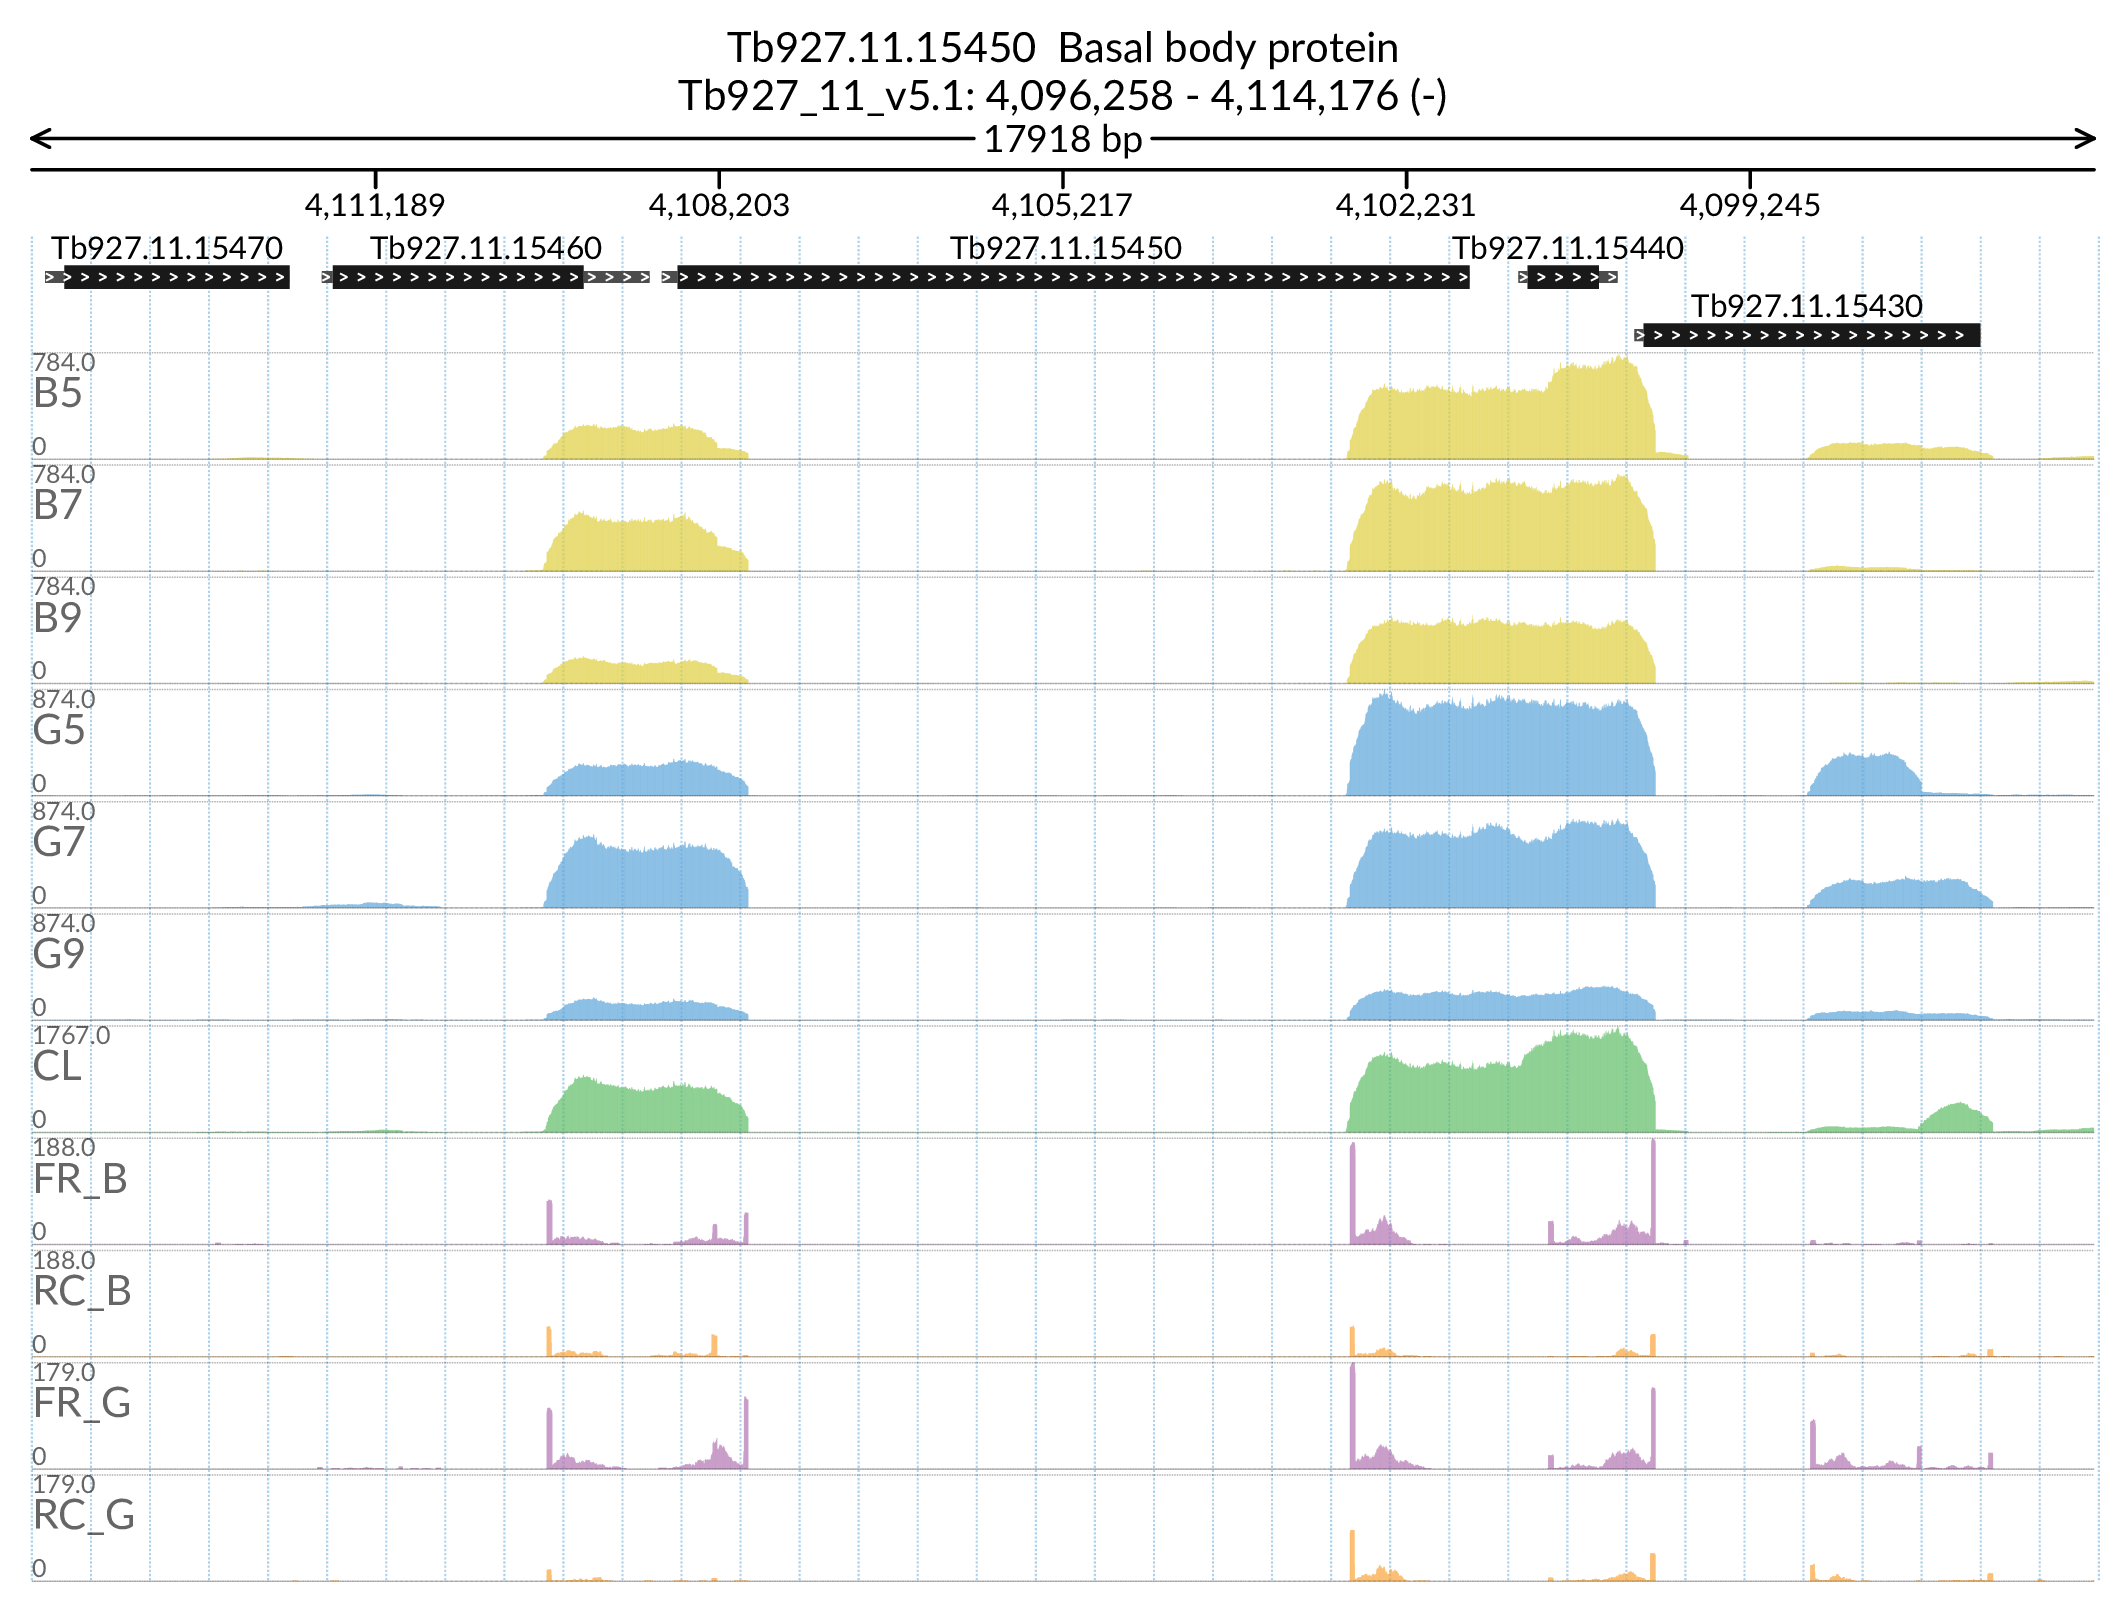 Tb927.11.15450  Basal body protein
Tb927_11_v5.1: 4,096,258 - 4,114,176 (-)
17918 bp
4,111,189 4,108,203 4,105,217 4,102,231 4,099,245
Tb927.11.15470 Tb927.11.15460 Tb927.11.15450 Tb927.11.15440
Tb927.11.15430
784.0
B5
0
784.0
B7
0
784.0
B9
0
874.0
G5
0
874.0
G7
0
874.0
G9
0
1767.0
CL
0
188.0
FR_B
0
188.0
RC_B
0
179.0
FR_G
0
179.0
RC_G
0